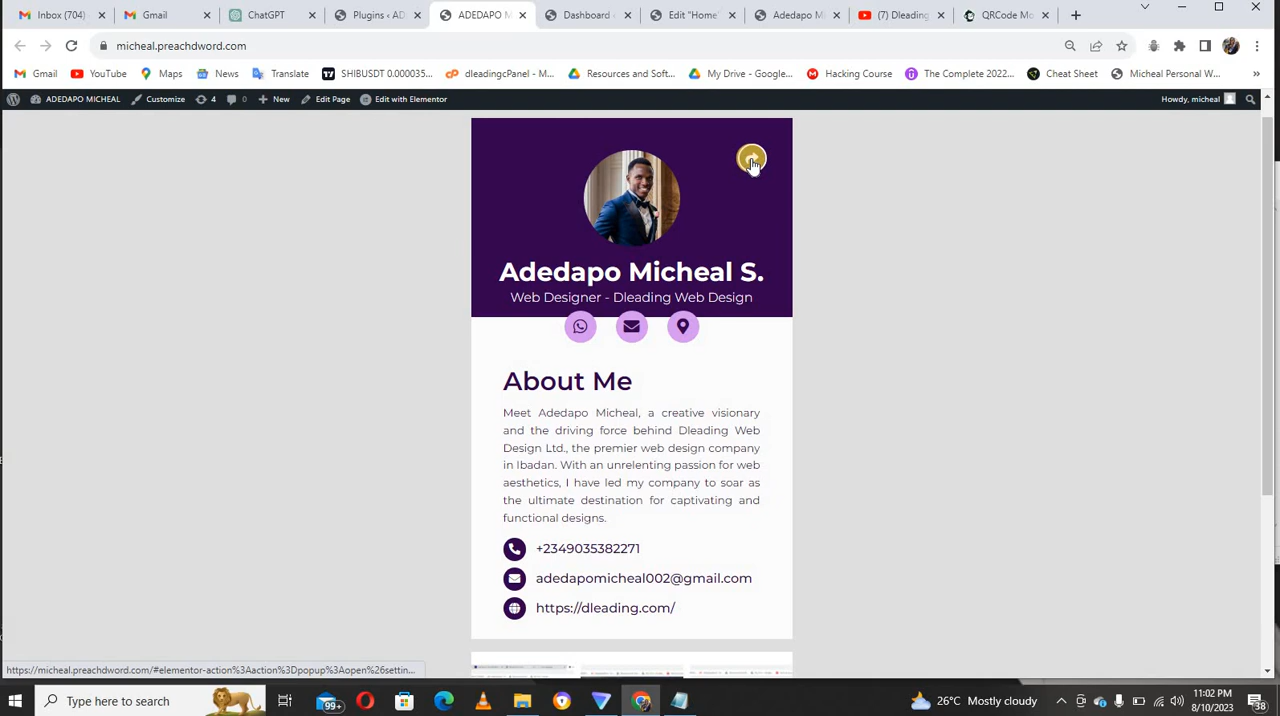 Inbox (704)
Gmail
ChatGPT
Plugins ‹ AD
ADEDAPO M
Dashboard
Edit "Home"
Adedapo Mi
(7) Dleading
QRCode Mo
micheal.preachdword.com
Gmail
YouTube
Maps
News
Translate
SHIBUSDT 0.000035...
dleadingcPanel - M...
Resources and Soft...
My Drive - Google...
Hacking Course
The Complete 2022...
Cheat Sheet
Micheal Personal W...
»
ADEDAPO MICHEAL
Customize
4
0
New
Edit Page
Edit with Elementor
Howdy, micheal
Adedapo Micheal S.
Web Designer - Dleading Web Design
About Me
Meet Adedapo Micheal, a creative visionary
and the driving force behind Dleading Web
Design Ltd., the premier web design company
in Ibadan. With an unrelenting passion for web
aesthetics, I have led my company to soar as
the ultimate destination for captivating and
functional designs.
+2349035382271
adedapomicheal002@gmail.com
https://dleading.com/
https://micheal.preachdword.com/#elementor-action%3Aaction%3Dpopup%3Aopen%26settin...
Type here to search
99+
26°C Mostly cloudy
11:02 PM
8/10/2023
38